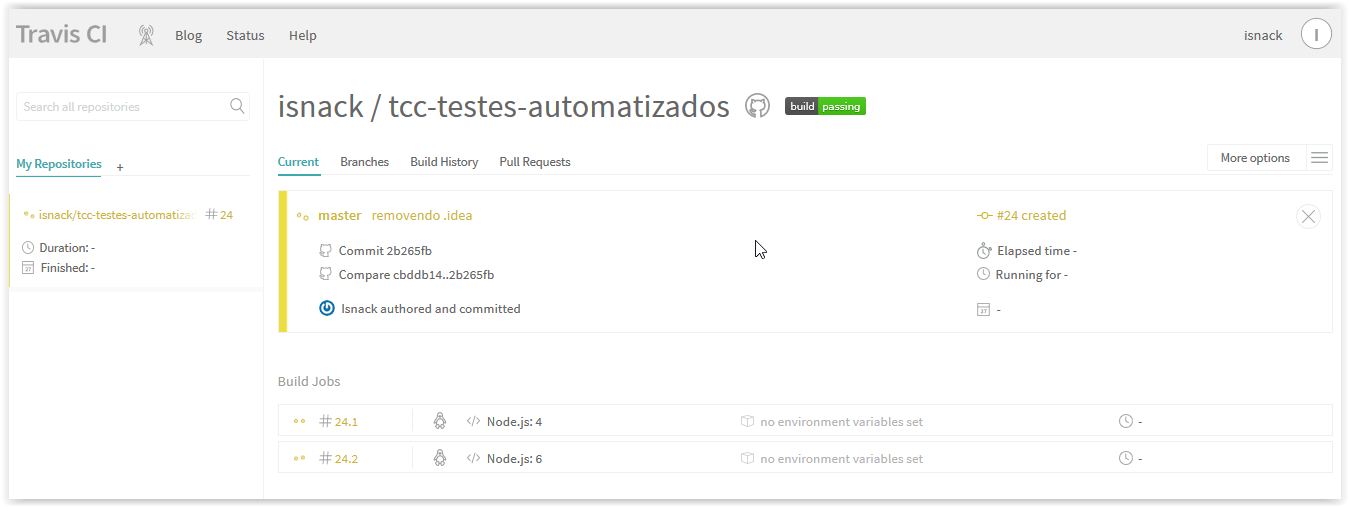 Travis CI Blog Status Help isnack I
Search all repositories
isnack / tcc-testes-automatizados build passing
My Repositories +
Current Branches Build History Pull Requests More options
isnack/tcc-testes-automatiza # 24
Duration: -
Finished: -
master removendo .idea #24 created
Commit 2b265fb Elapsed time -
Compare cbddb14..2b265fb Running for -
Isnack authored and committed 27 -
Build Jobs
# 24.1 </> Node.js: 4 no environment variables set -
# 24.2 </> Node.js: 6 no environment variables set -